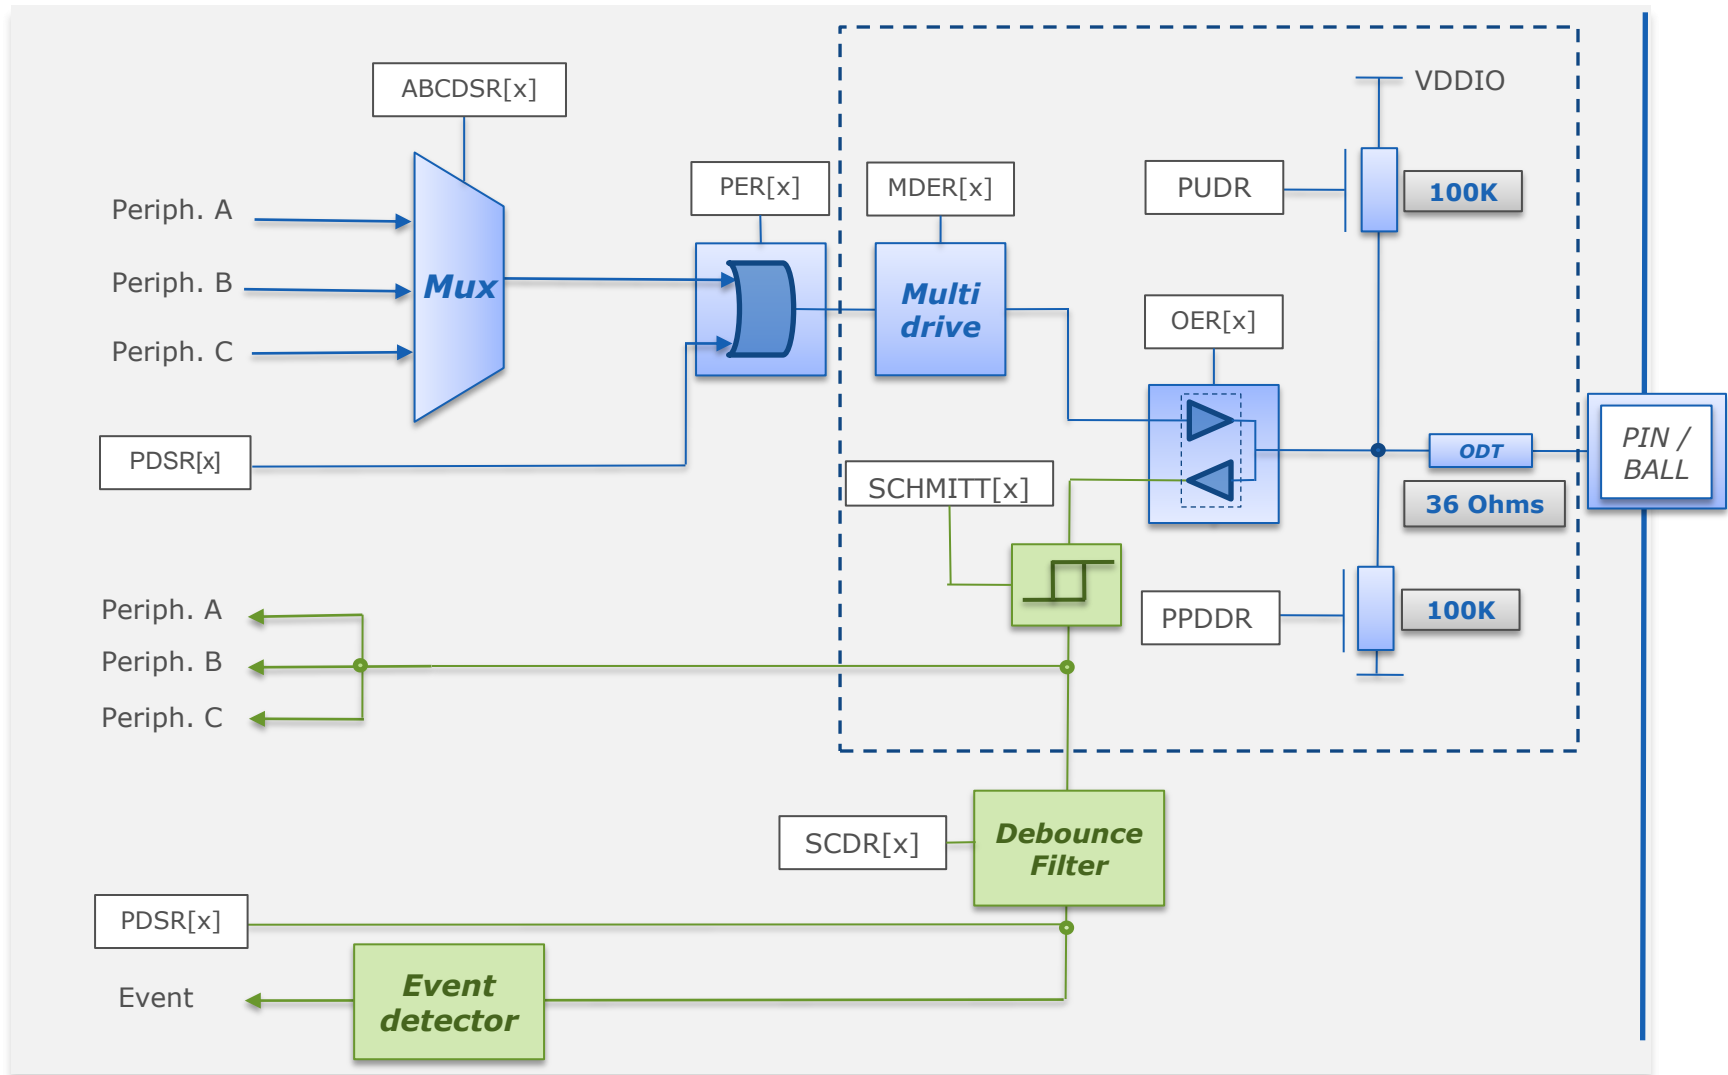 VDDIO
ABCDSR[x]
PER[x]
MDER[x]
PUDR
100K
Periph. A
Periph. B
Periph. C
Mux
Multi
drive
OER[x]
PDSR[x]
SCHMITT[x]
ODT
PIN /
BALL
36 Ohms
Periph. A
Periph. B
Periph. C
PPDDR
100K
SCDR[x]
Debounce
Filter
PDSR[x]
Event
Event
detector